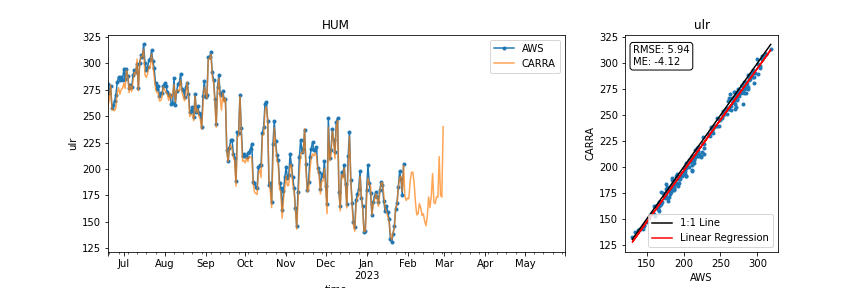 HUM
ulr
325
300
275
250
225
200
175
150
125
ulr
AWS
CARRA
Jul
Aug
Sep
Oct
Nov
Dec
Jan
2023
Feb
Mar
Apr
May
time
ulr
325
300
275
250
225
200
175
150
125
CARRA
RMSE: 5.94
ME: -4.12
1:1 Line
Linear Regression
150
200
250
300
AWS